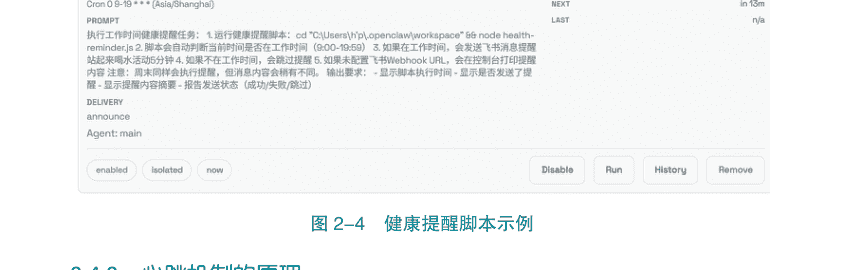 Cron 0 9-19 * * * (Asia/Shanghai)
NEXT in 13m
PROMPT
LAST n/a
执行工作时间健康提醒任务： 1. 运行健康提醒脚本：cd "C:\Users\h'p\.openclaw\workspace" && node health-
reminder.js 2. 脚本会自动判断当前时间是否在工作时间（9:00-19:59） 3. 如果在工作时间，会发送飞书消息提醒
站起来喝水活动5分钟 4. 如果不在工作时间，会跳过提醒 5. 如果未配置飞书Webhook URL，会在控制台打印提醒
内容 注意：周末同样会执行提醒，但消息内容会稍有不同。 输出要求： - 显示脚本执行时间 - 显示是否发送了提
醒 - 显示提醒内容摘要 - 报告发送状态（成功/失败/跳过）
DELIVERY
announce
Agent: main
enabled isolated now Disable Run History Remove
图 2–4 健康提醒脚本示例